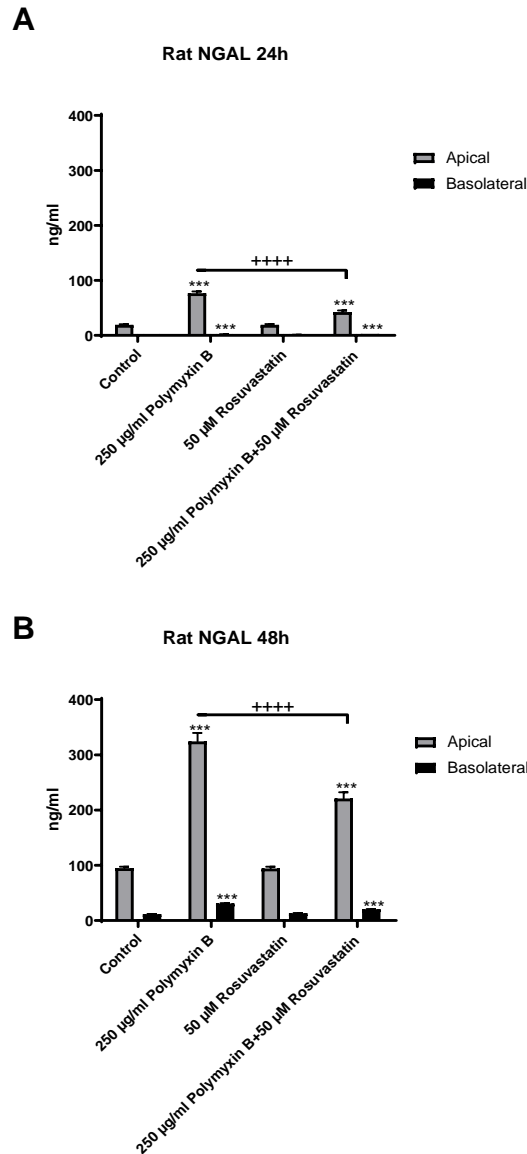 A
Rat NGAL 24h
400
300
200
100
0
ng/ml
Apical
Basolateral
++++
***
***
***
***
Control
250 µg/ml Polymyxin B
50 µM Rosuvastatin
250 µg/ml Polymyxin B+50 µM Rosuvastatin
B
Rat NGAL 48h
400
300
200
100
0
ng/ml
Apical
Basolateral
++++
***
***
***
***
Control
250 µg/ml Polymyxin B
50 µM Rosuvastatin
250 µg/ml Polymyxin B+50 µM Rosuvastatin